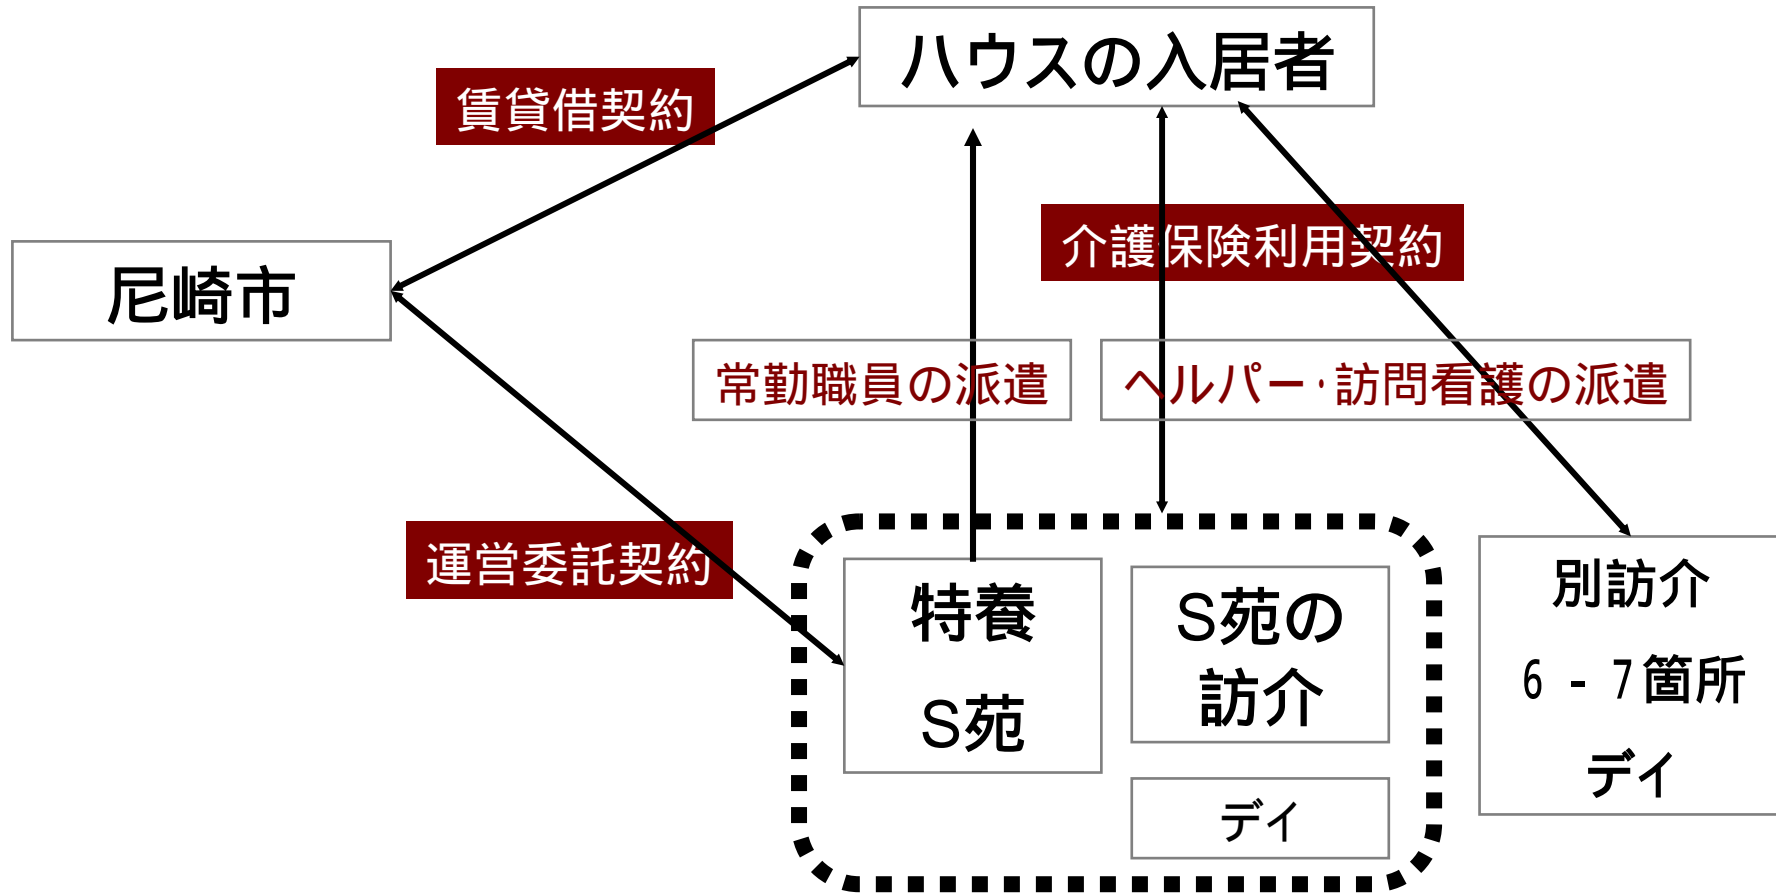 ハウスの入居者
賃貸借契約
介護保険利用契約
尼崎市
常勤職員の派遣
ヘルパー・訪問看護の派遣
運営委託契約
特養
S苑
S苑の
訪介
デイ
別訪介
6 - 7箇所
デイ